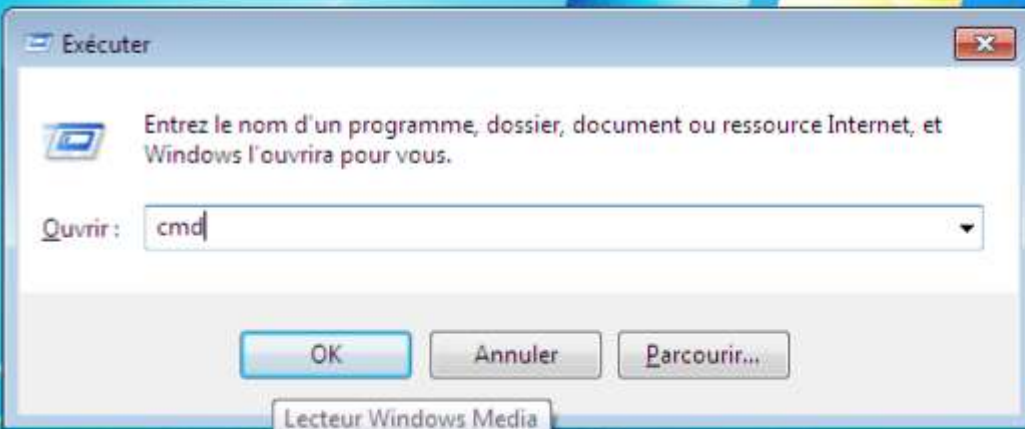 Exécuter
Entrez le nom d'un programme, dossier, document ou ressource Internet, et
Windows l'ouvrira pour vous.
Ouvrir : cmd
OK Annuler Parcourir...
Lecteur Windows Media